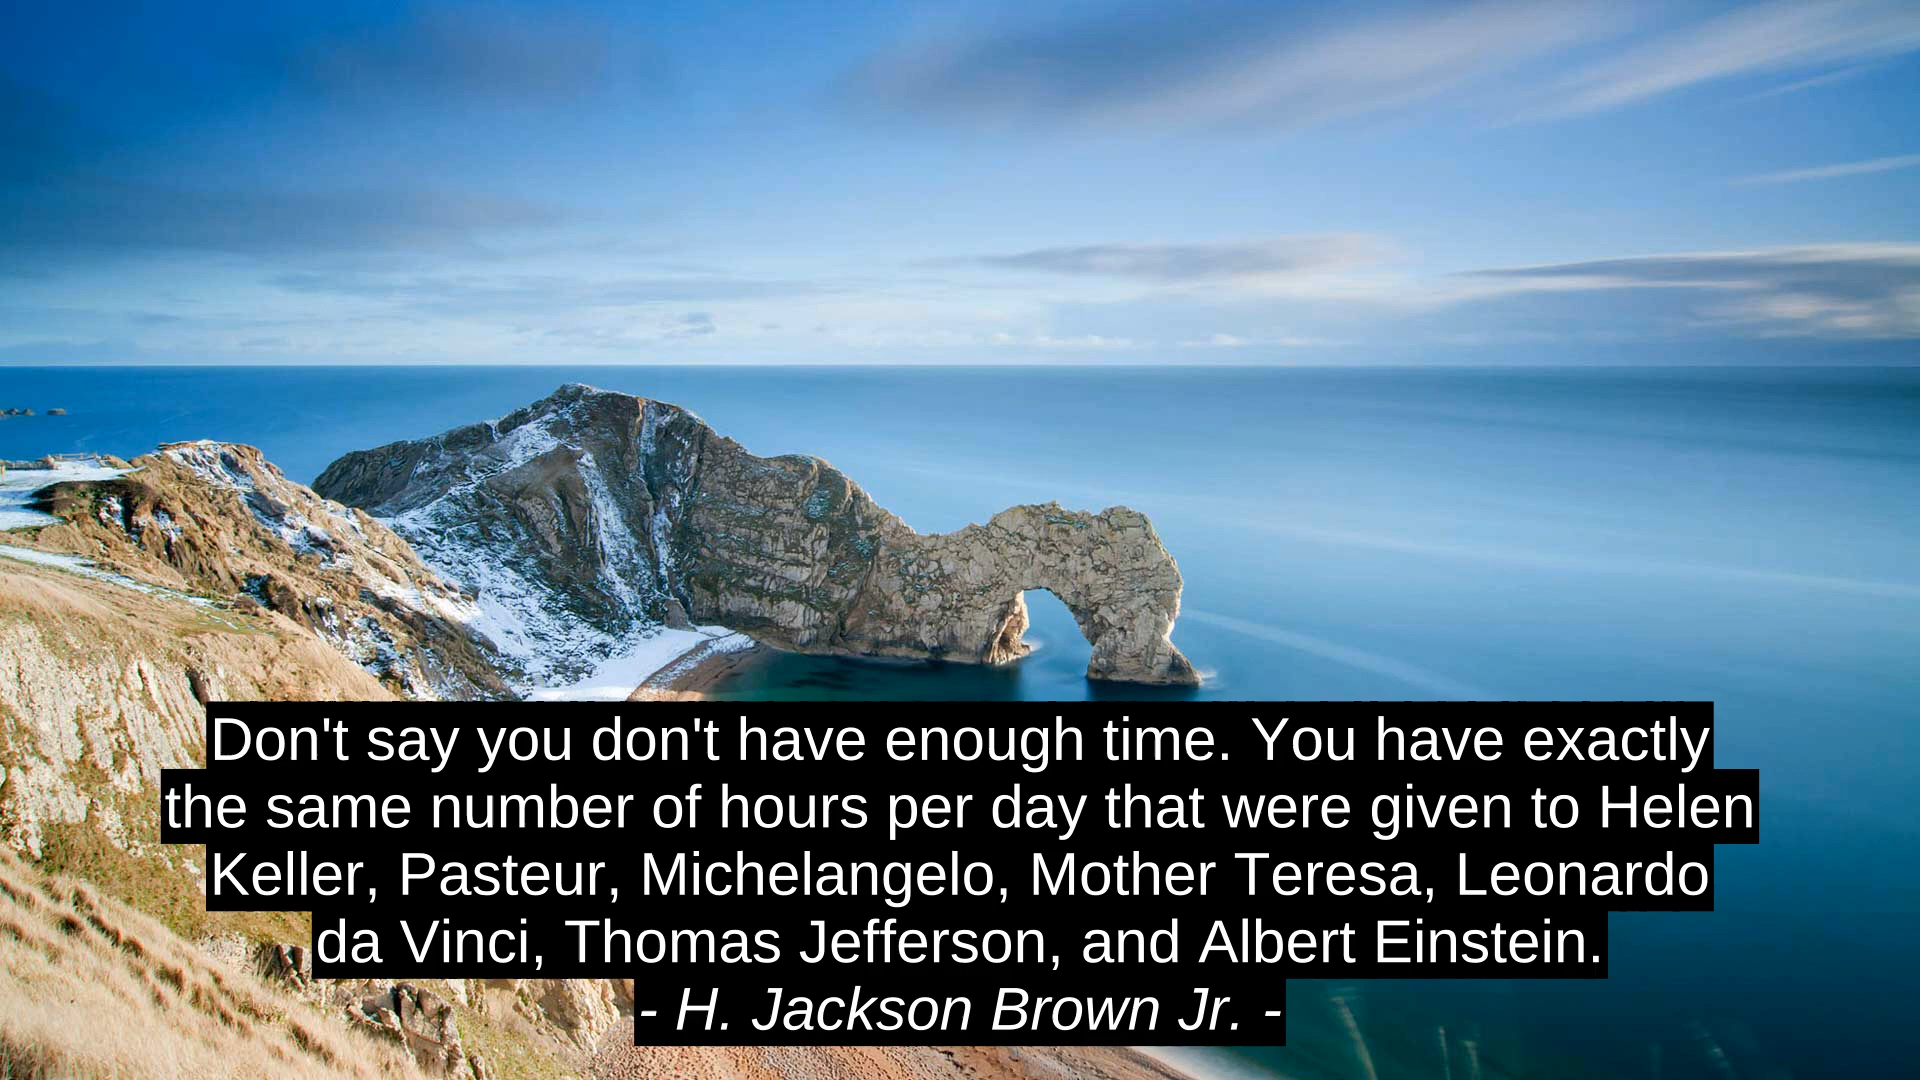 Don't say you don't have enough time. You have exactly
the same number of hours per day that were given to Helen
Keller, Pasteur, Michelangelo, Mother Teresa, Leonardo
da Vinci, Thomas Jefferson, and Albert Einstein.
- H. Jackson Brown Jr. -